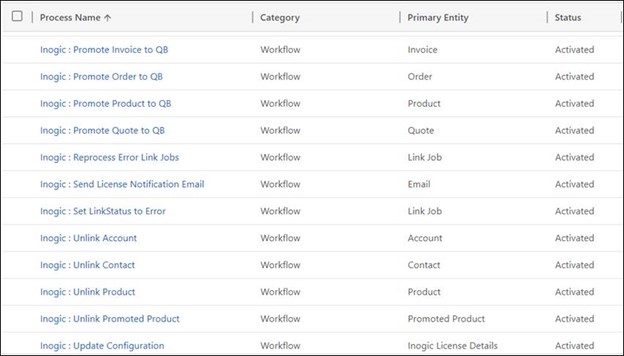 Process Name ↑ Category Primary Entity Status
Inogic : Promote Invoice to QB Workflow Invoice Activated
Inogic : Promote Order to QB Workflow Order Activated
Inogic : Promote Product to QB Workflow Product Activated
Inogic : Promote Quote to QB Workflow Quote Activated
Inogic : Reprocess Error Link Jobs Workflow Link Job Activated
Inogic : Send License Notification Email Workflow Email Activated
Inogic : Set LinkStatus to Error Workflow Link Job Activated
Inogic : Unlink Account Workflow Account Activated
Inogic : Unlink Contact Workflow Contact Activated
Inogic : Unlink Product Workflow Product Activated
Inogic : Unlink Promoted Product Workflow Promoted Product Activated
Inogic : Update Configuration Workflow Inogic License Details Activated